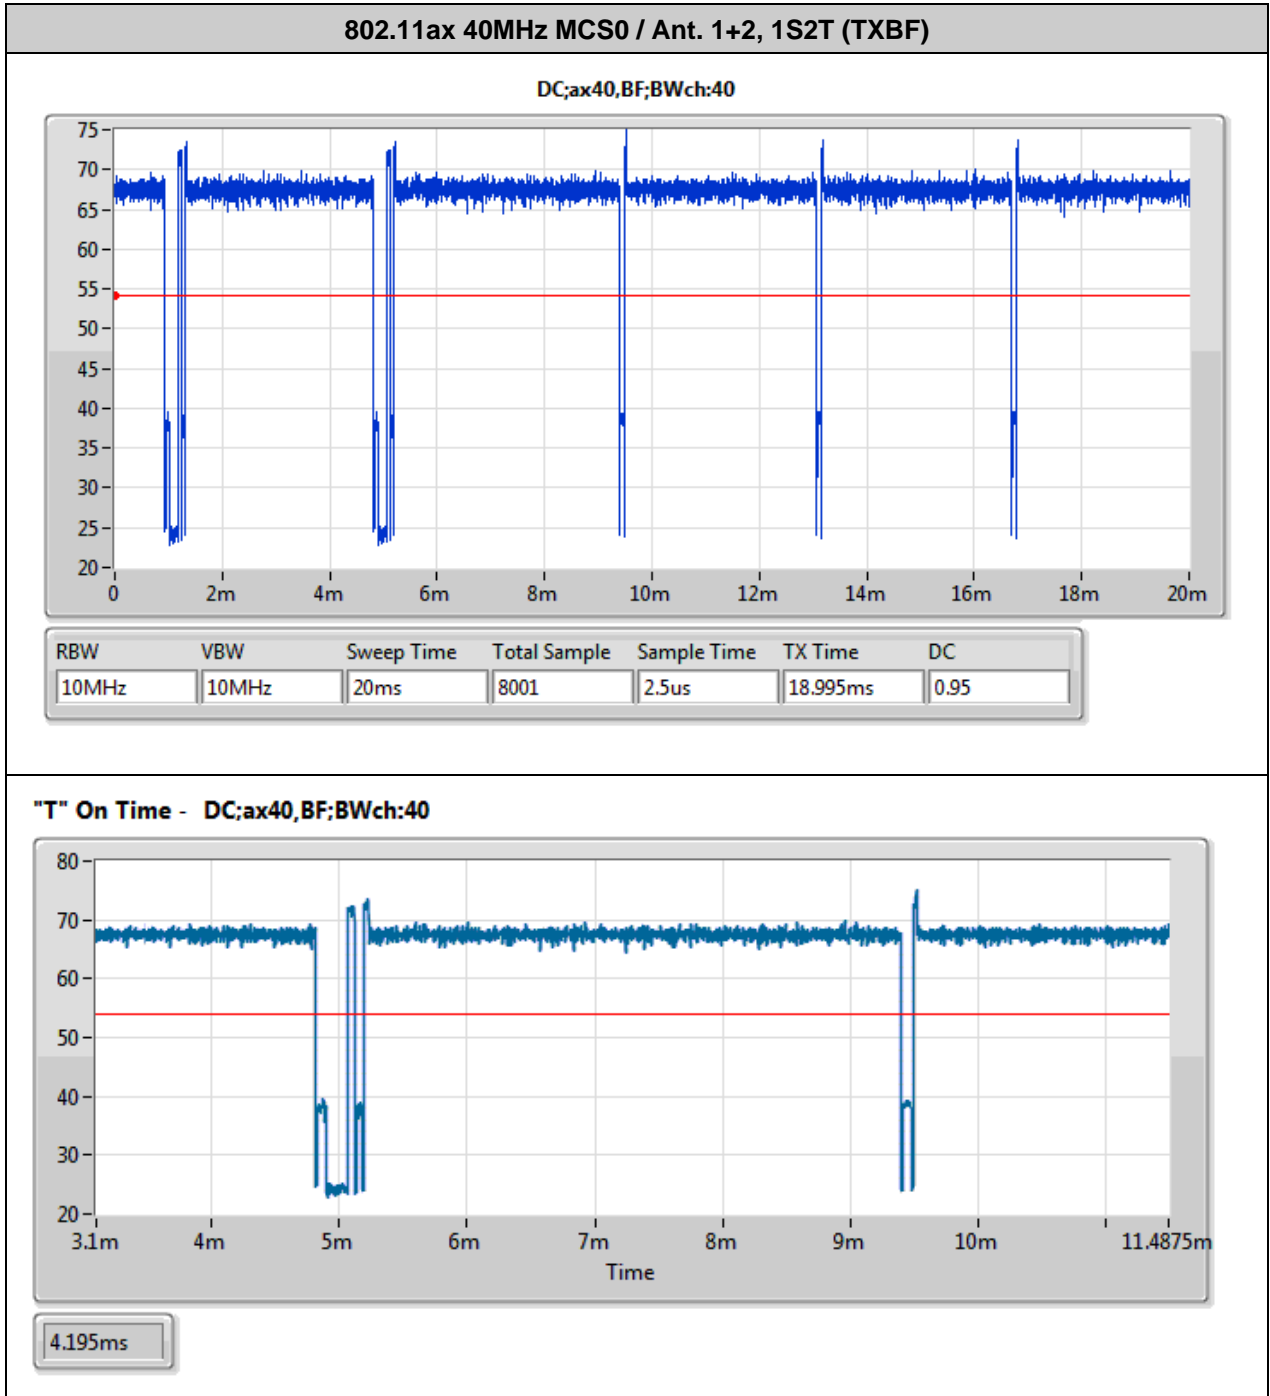 802.11ax 40MHz MCS0 / Ant. 1+2, 1S2T (TXBF)
DC;ax40,BF;BWch:40
75
70
65
60
55
50
45
40
35
30
25
20
0 2m 4m 6m 8m 10m 12m 14m 16m 18m 20m
RBW VBW Sweep Time Total Sample Sample Time TX Time DC
10MHz 10MHz 20ms 8001 2.5us 18.995ms 0.95
"T" On Time - DC;ax40,BF;BWch:40
80
70
60
50
40
30
20
3.1m 4m 5m 6m 7m 8m 9m 10m 11.4875m
Time
4.195ms